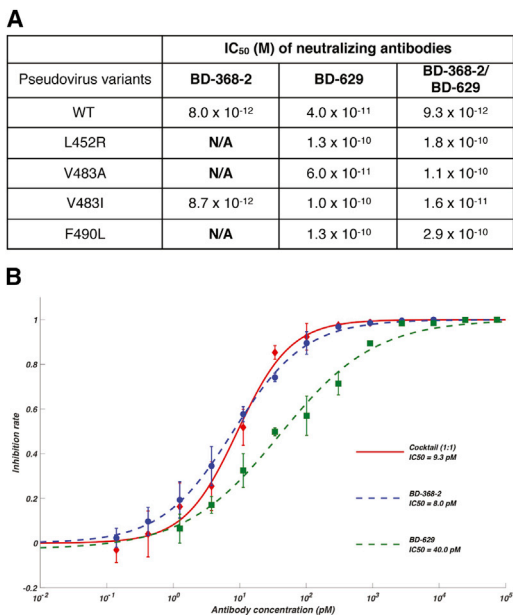 A
IC50 (M) of neutralizing antibodies
Pseudovirus variants BD-368-2 BD-629 BD-368-2/ BD-629
WT 8.0 x 10-12 4.0 x 10-11 9.3 x 10-12
L452R N/A 1.3 x 10-10 1.8 x 10-10
V483A N/A 6.0 x 10-11 1.1 x 10-10
V483I 8.7 x 10-12 1.0 x 10-10 1.6 x 10-11
F490L N/A 1.3 x 10-10 2.9 x 10-10
B
1
0.8
0.6
0.4
0.2
0
-0.2
Inhibition rate
Cocktail (1:1)
IC50 = 9.3 pM
BD-368-2
IC50 = 8.0 pM
BD-629
IC50 = 40.0 pM
10-2 10-1 100 101 102 103 104 105
Antibody concentration (pM)